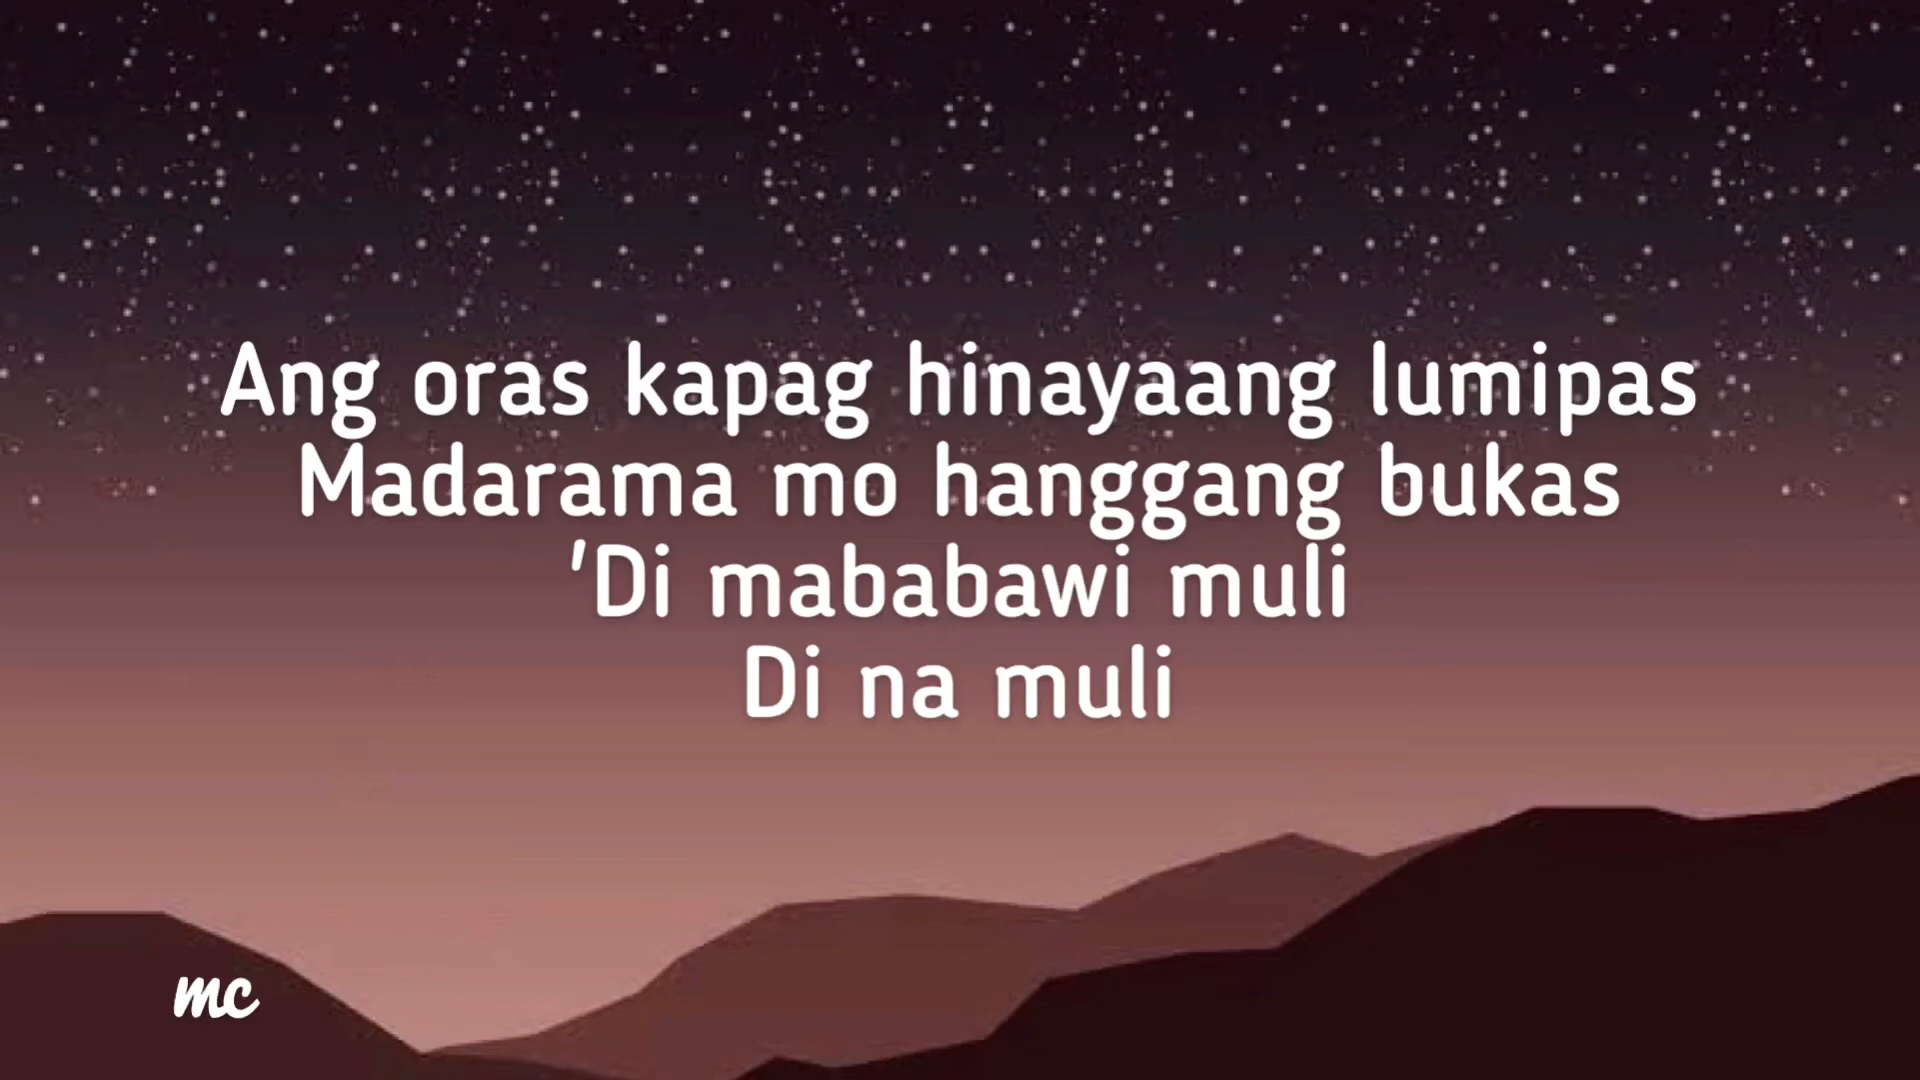 Ang oras kapag hinayaang lumipas
Madarama mo hanggang bukas
'Di mababawi muli
Di na muli
mc